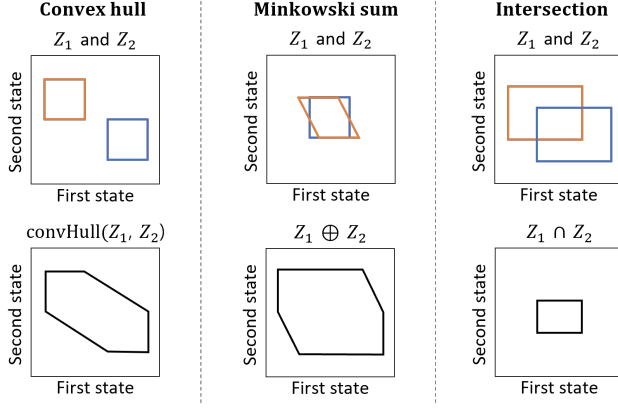 Convex hull
Z₁ and Z₂
Second state
First state
convHull(Z₁, Z₂)
Second state
First state
Minkowski sum
Z₁ and Z₂
Second state
First state
Z₁ ⊕ Z₂
Second state
First state
Intersection
Z₁ and Z₂
Second state
First state
Z₁ ∩ Z₂
Second state
First state